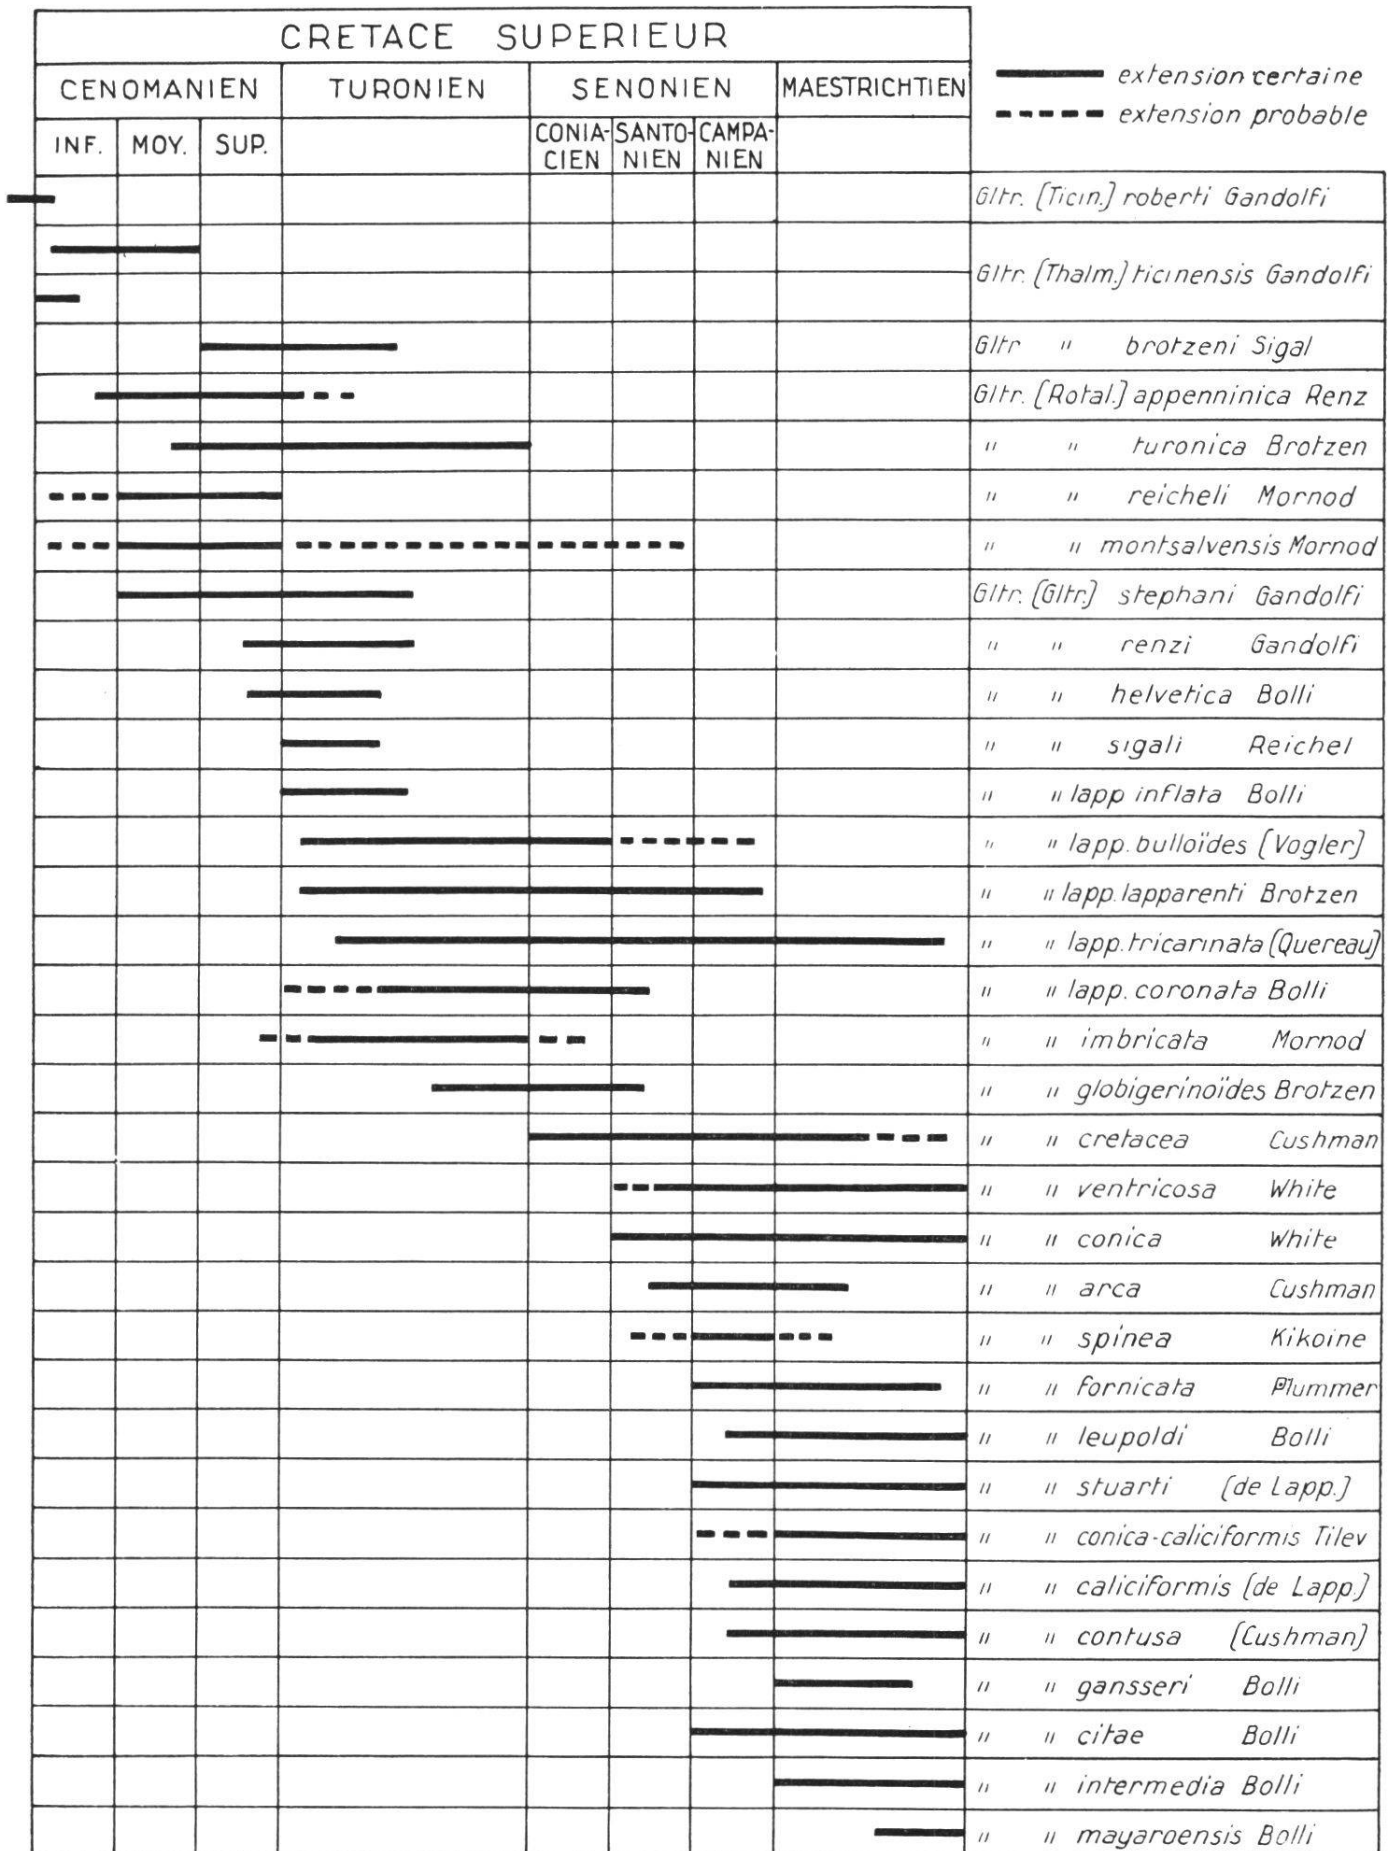 CRETACE SUPERIEUR
CENOMANIEN TURONIEN SENONIEN MAESTRICHTIEN
INF. MOY. SUP. CONIA-CIEN SANTO-NIEN CAMPA-NIEN
extension certaine
extension probable
Gltr. [Ticin.] roberti Gandolfi
Gltr. [Thalm.] ticinensis Gandolfi
Gltr " brotzeni Sigal
Gltr. [Rotal.] appenninica Renz
" " turonica Brotzen
" " reicheli Mornod
" " montsalvensis Mornod
Gltr. [Gltr.] stephani Gandolfi
" " renzi Gandolfi
" " helvetica Bolli
" " sigali Reichel
" " lapp inflata Bolli
" " lapp. bulloïdes [Vogler]
" " lapp. lapparenti Brotzen
" " lapp. tricarinata [Quereau]
" " lapp. coronata Bolli
" " imbricata Mornod
" " globigerinoïdes Brotzen
" " cretacea Cushman
" " ventricosa White
" " conica White
" " arca Cushman
" " spinea Kikoine
" " fornicata Plummer
" " leupoldi Bolli
" " stuarti [de Lapp.]
" " conica-caliciformis Tilev
" " caliciformis [de Lapp.]
" " contusa [Cushman]
" " gansseri Bolli
" " citae Bolli
" " intermedia Bolli
" " mayaroensis Bolli